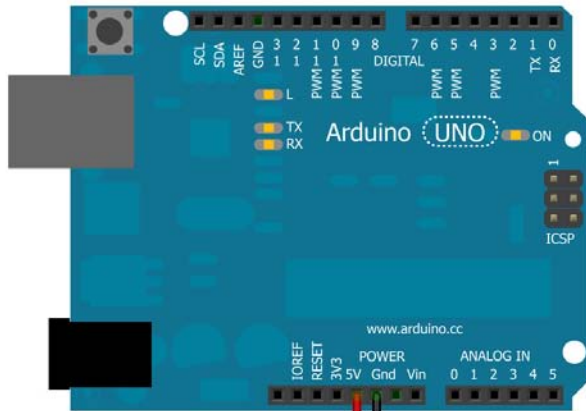 SCL SDA AREF GND 13 12 11 10 9 8 7 6 5 4 3 2 1 0
PWM PWM PWM PWM PWM PWM TX RX
DIGITAL
L
TX
RX
Arduino UNO
ON
1
ICSP
www.arduino.cc
POWER ANALOG IN
IOREF RESET 3V3 5V Gnd Vin 0 1 2 3 4 5